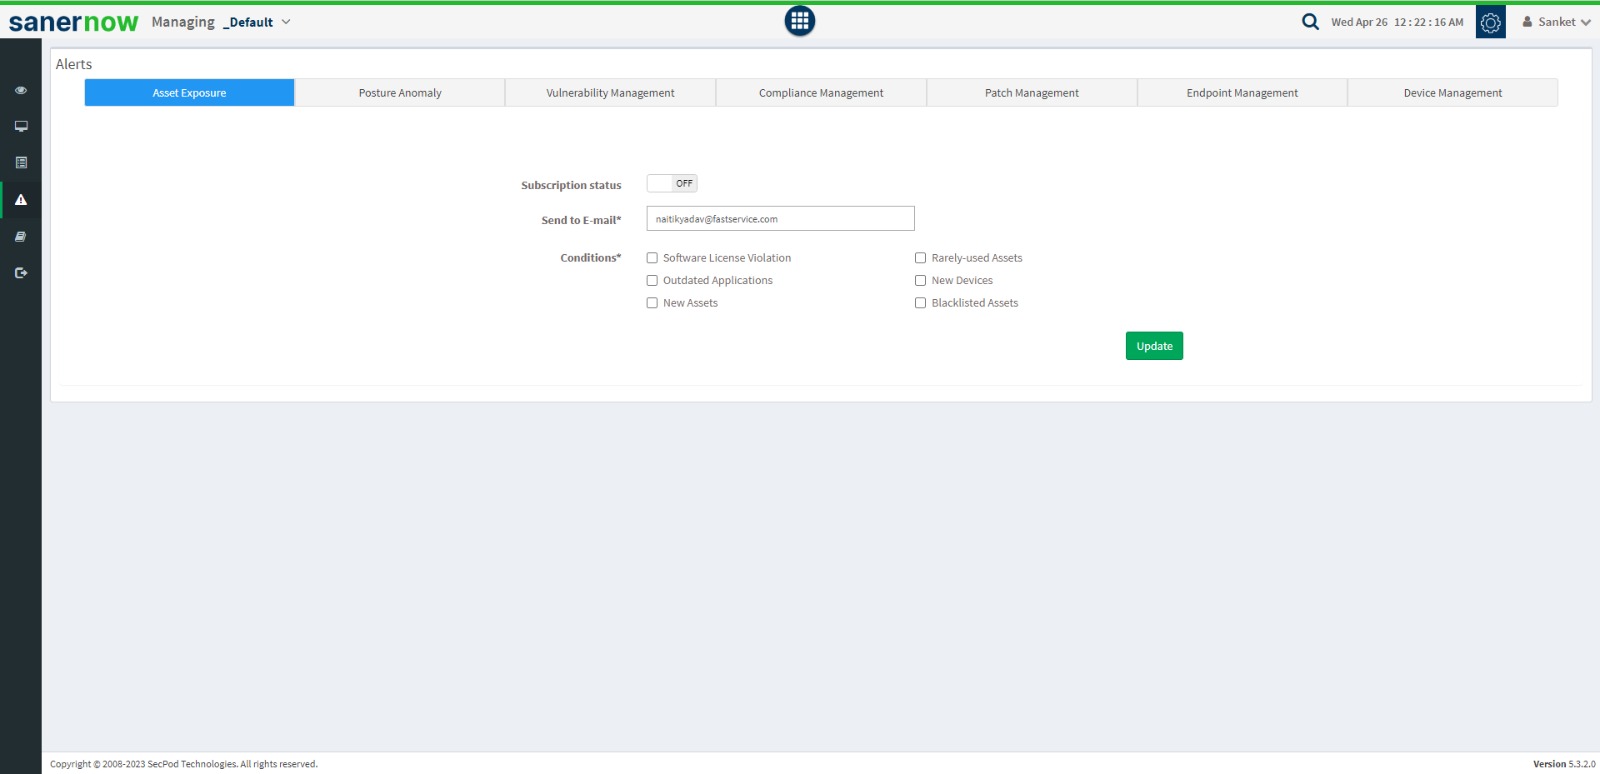 sanernow Managing _Default Wed Apr 26 12 : 22 : 16 AM Sanket
Alerts
Asset Exposure Posture Anomaly Vulnerability Management Compliance Management Patch Management Endpoint Management Device Management
Subscription status OFF
Send to E-mail* naitikyadav@fastservice.com
Conditions* Software License Violation Rarely-used Assets
Outdated Applications New Devices
New Assets Blacklisted Assets
Update
Copyright © 2008-2023 SecPod Technologies. All rights reserved. Version 5.3.2.0